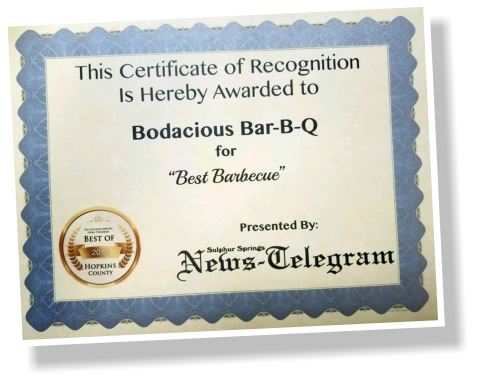 This Certificate of Recognition
Is Hereby Awarded to
Bodacious Bar-B-Q
for
"Best Barbecue"
Presented By:
Sulphur Springs
News-Telegram
BEST OF
HOPKINS
COUNTY